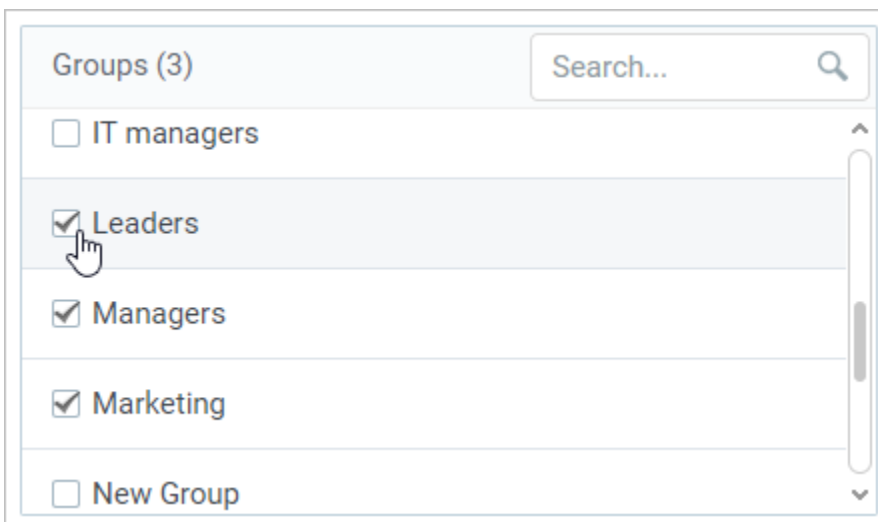 Groups (3)
Search...
IT managers
Leaders
Managers
Marketing
New Group